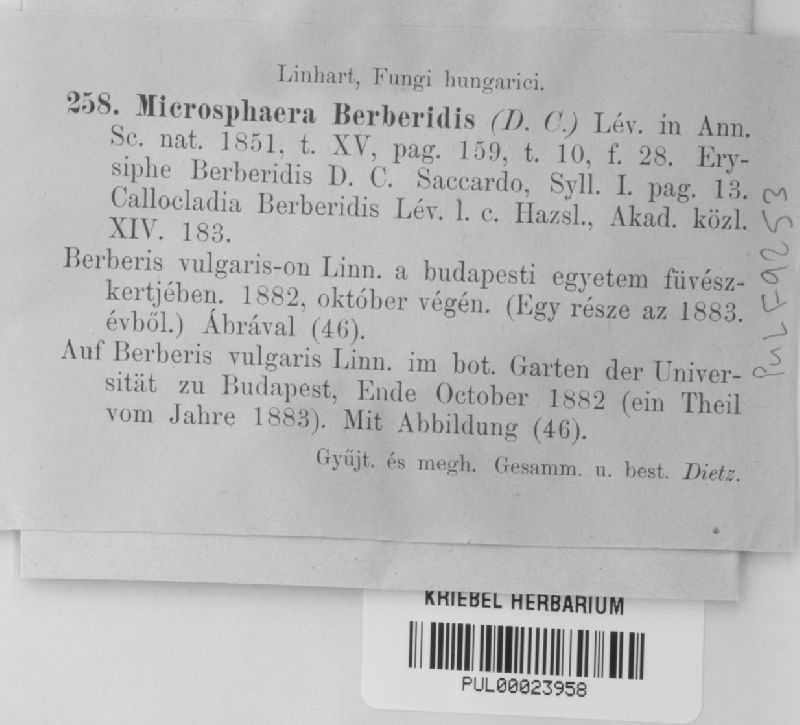 Linhart, Fungi hungarici.
258. Microsphaera Berberidis (D. C.) Lév. in Ann.
Sc. nat. 1851, t. XV, pag. 159, t. 10, f. 28. Ery-
siphe Berberidis D. C. Saccardo, Syll. I. pag. 13.
Callocladia Berberidis Lév. l. c. Hazsl., Akad. közl.
XIV. 183.
Berberis vulgaris-on Linn. a budapesti egyetem füvész-
kertjében. 1882, október végén. (Egy része az 1883.
évből.) Ábrával (46).
Auf Berberis vulgaris Linn. im bot. Garten der Univer-
sität zu Budapest, Ende October 1882 (ein Theil
vom Jahre 1883). Mit Abbildung (46).
Gyűjt. és megh. Gesamm. u. best. Dietz.
PUL F9253
KRIEBEL HERBARIUM
PUL00023958